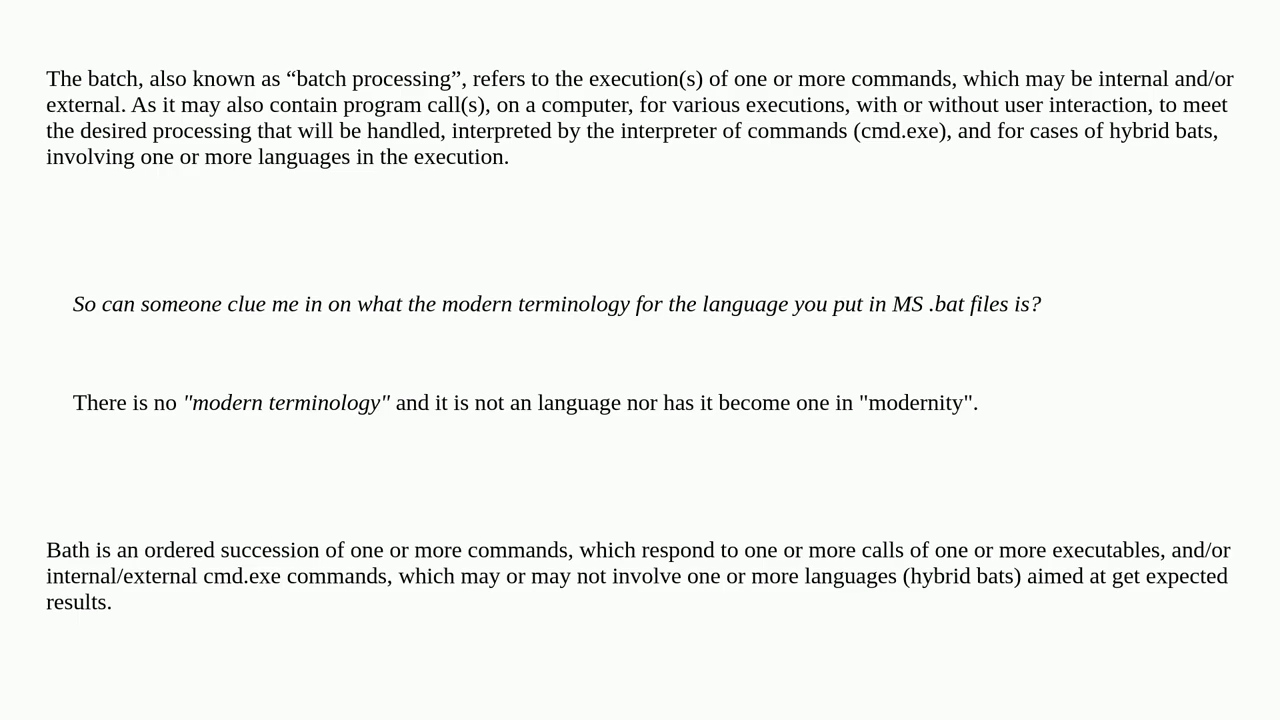 The batch, also known as “batch processing”, refers to the execution(s) of one or more commands, which may be internal and/or
external. As it may also contain program call(s), on a computer, for various executions, with or without user interaction, to meet
the desired processing that will be handled, interpreted by the interpreter of commands (cmd.exe), and for cases of hybrid bats,
involving one or more languages in the execution.
So can someone clue me in on what the modern terminology for the language you put in MS .bat files is?
There is no "modern terminology" and it is not an language nor has it become one in "modernity".
Bath is an ordered succession of one or more commands, which respond to one or more calls of one or more executables, and/or
internal/external cmd.exe commands, which may or may not involve one or more languages (hybrid bats) aimed at get expected
results.